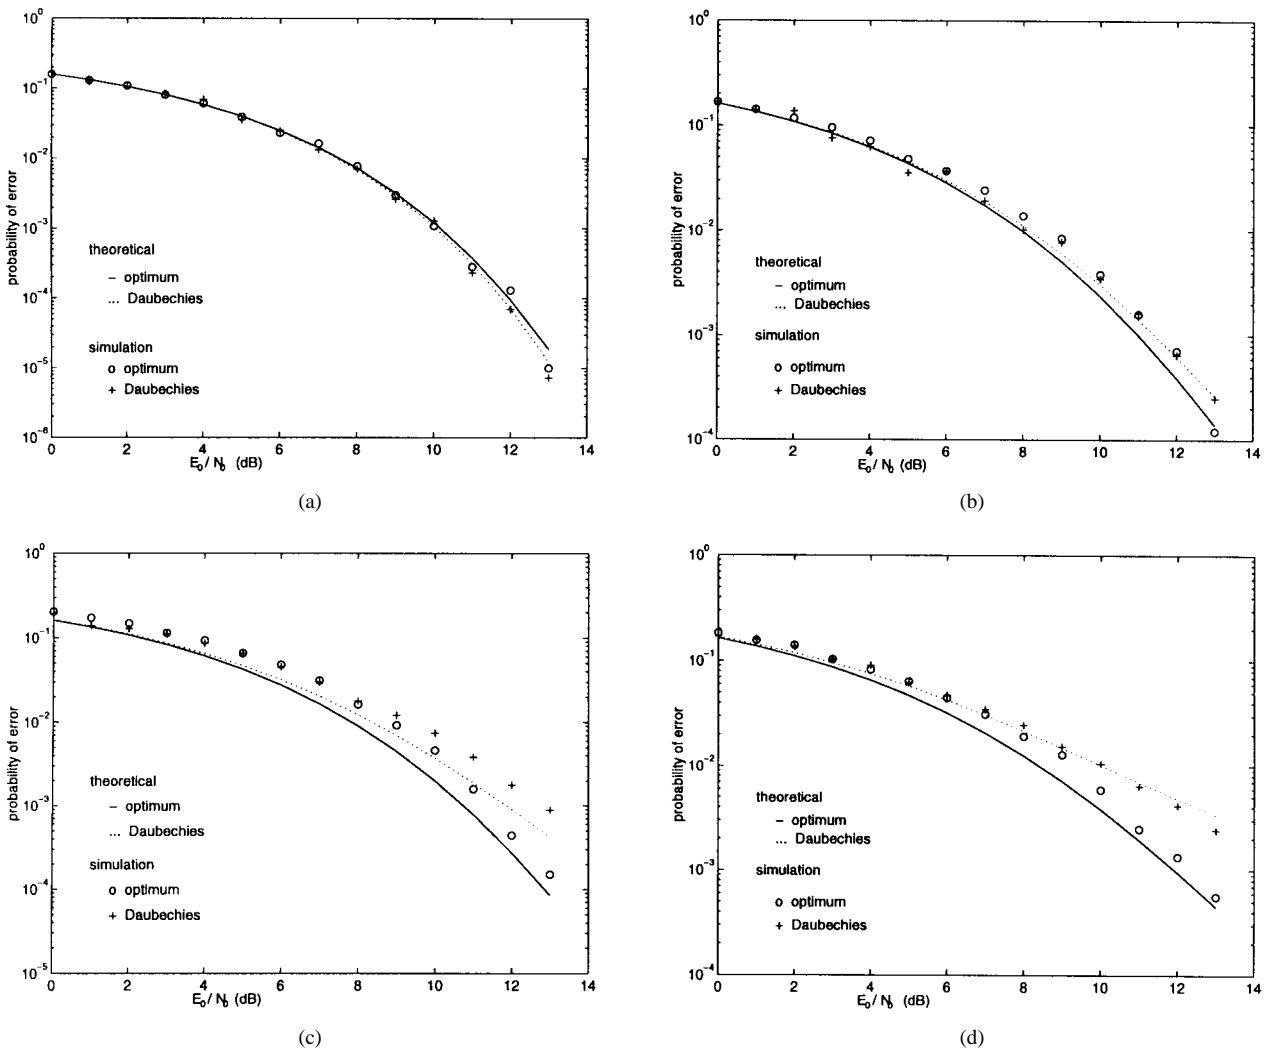 10^0
10^-1
10^-2
10^-3
10^-4
10^-5
10^-6
probability of error
theoretical
– optimum
... Daubechies
simulation
o optimum
+ Daubechies
0 2 4 6 8 10 12 14
E_0 / N_0 (dB)
(a)
10^0
10^-1
10^-2
10^-3
10^-4
probability of error
theoretical
– optimum
... Daubechies
simulation
o optimum
+ Daubechies
0 2 4 6 8 10 12 14
E_0 / N_0 (dB)
(b)
10^0
10^-1
10^-2
10^-3
10^-4
10^-5
probability of error
theoretical
– optimum
... Daubechies
simulation
o optimum
+ Daubechies
0 2 4 6 8 10 12 14
E_0 / N_0 (dB)
(c)
10^0
10^-1
10^-2
10^-3
10^-4
probability of error
theoretical
– optimum
... Daubechies
simulation
o optimum
+ Daubechies
0 2 4 6 8 10 12 14
E_0 / N_0 (dB)
(d)